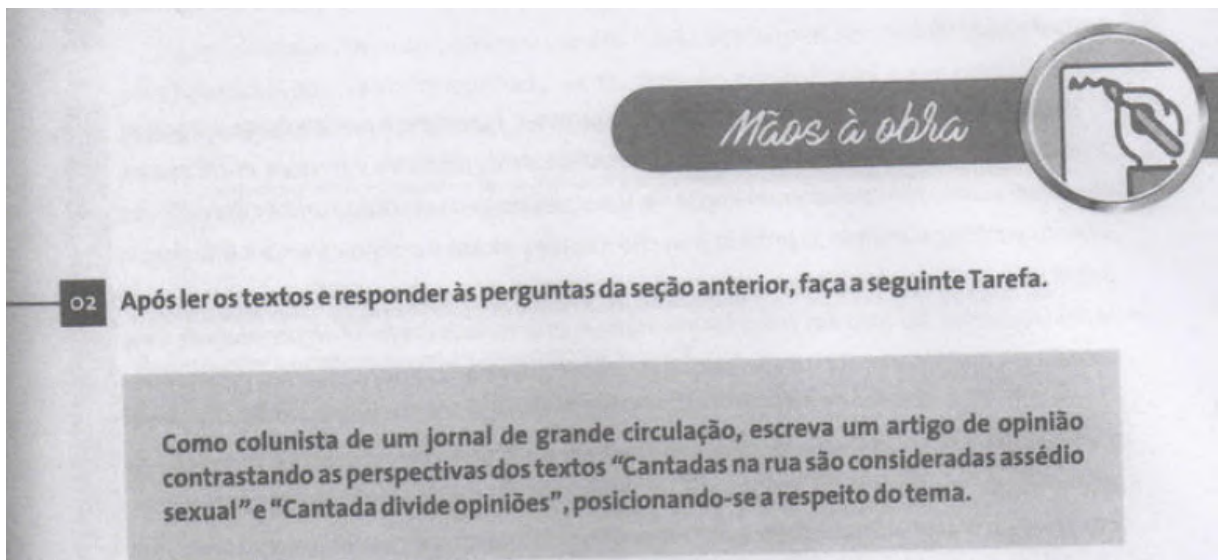 Mãos à obra
02 Após ler os textos e responder às perguntas da seção anterior, faça a seguinte Tarefa.
Como colunista de um jornal de grande circulação, escreva um artigo de opinião
contrastando as perspectivas dos textos “Cantadas na rua são consideradas assédio
sexual” e “Cantada divide opiniões”, posicionando-se a respeito do tema.